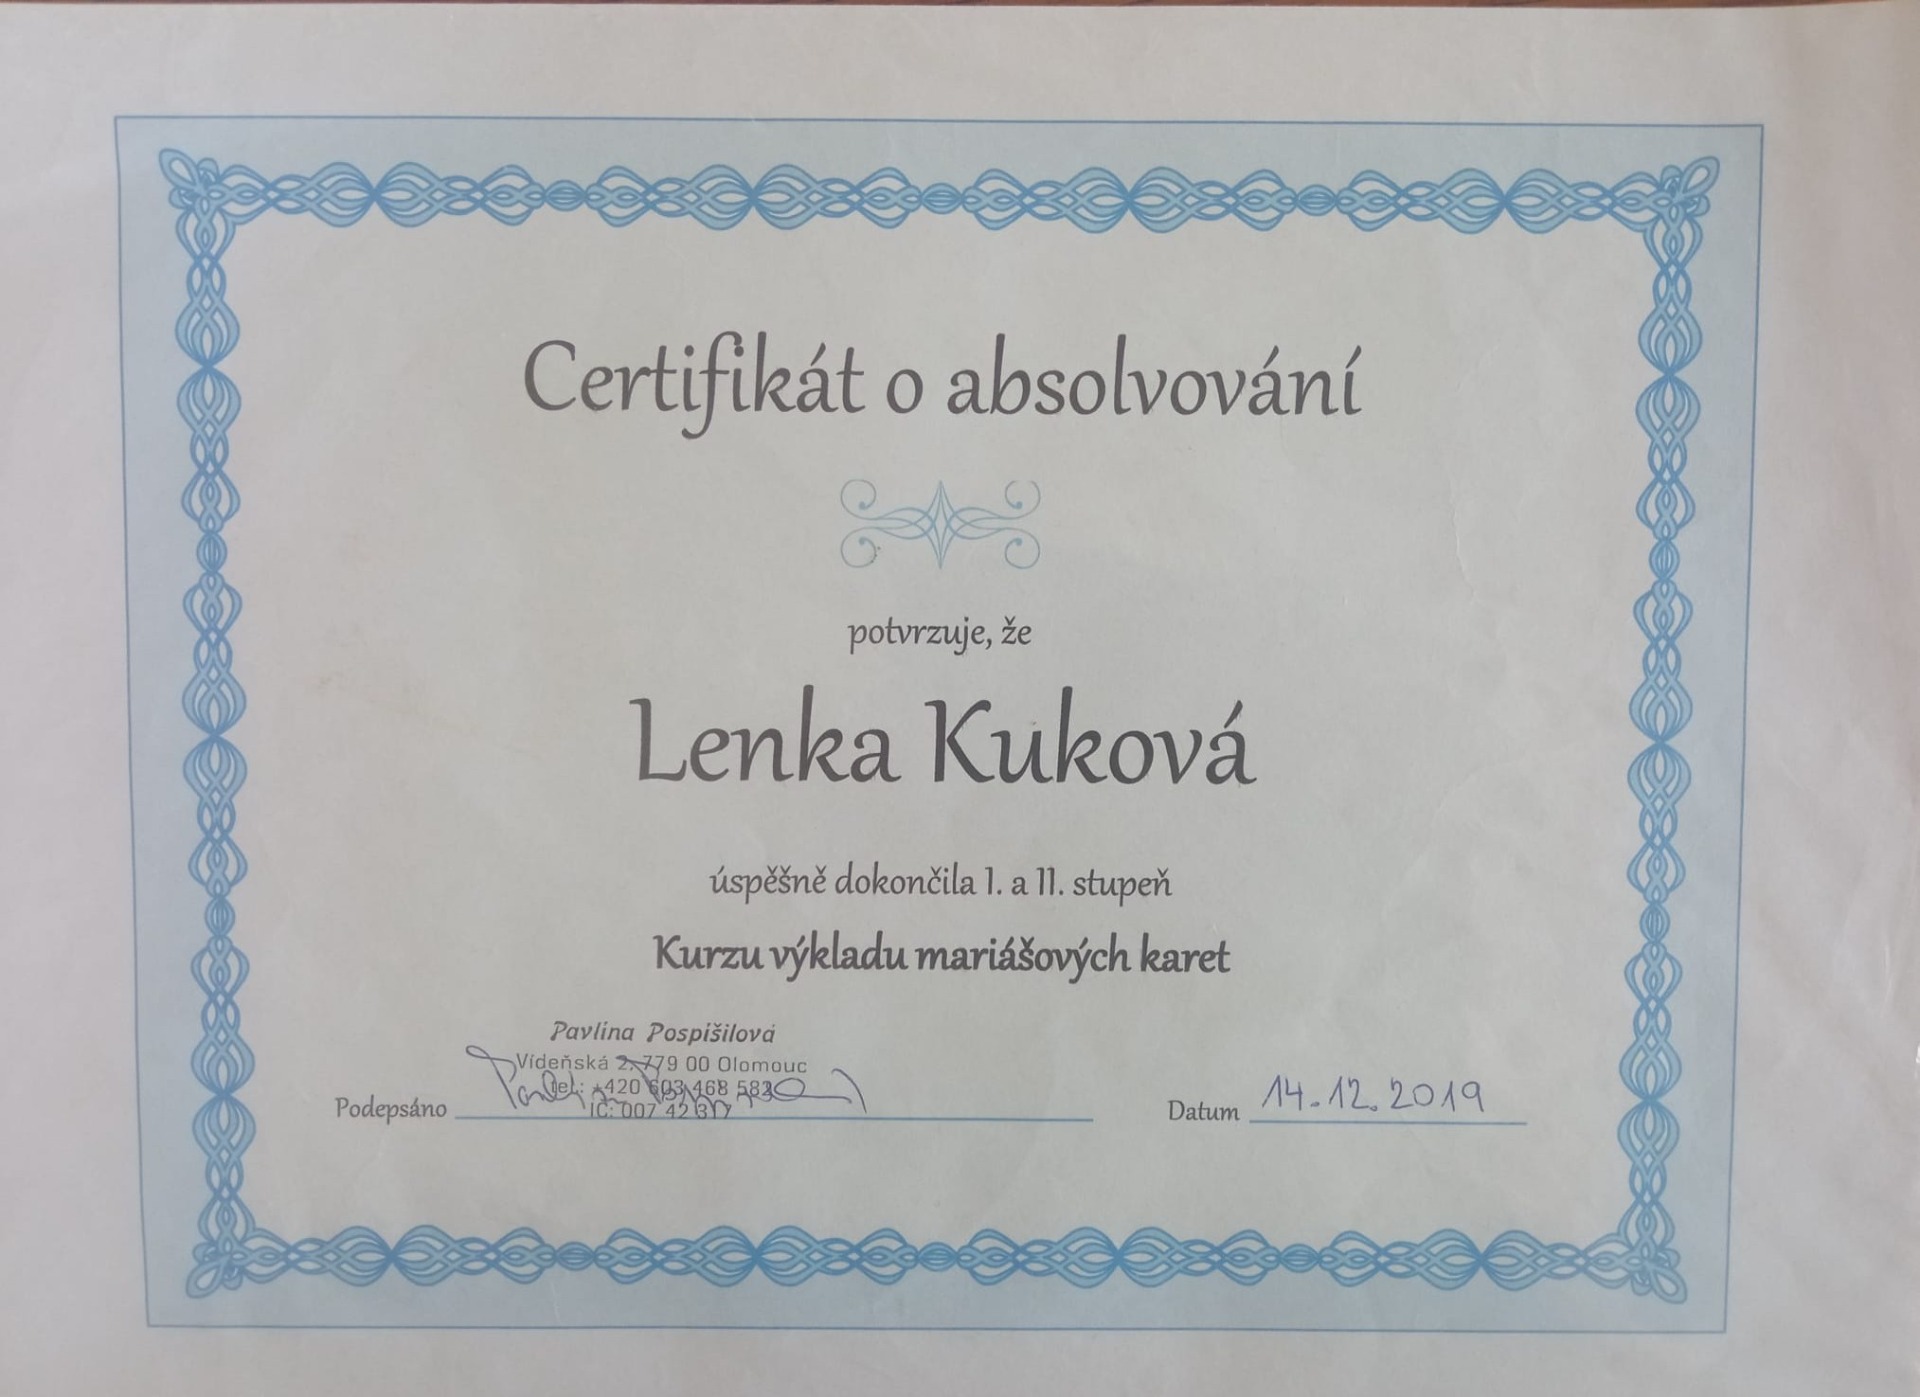 Certifikát o absolvování
potvrzuje, že
Lenka Kuková
úspěšně dokončila I. a II. stupeň
Kurzu výkladu mariášových karet
Pavlína Pospíšilová
Vídeňská 2, 779 00 Olomouc
tel.: +420 603 468 582
IČ: 007 42 317
Podepsáno
Datum 14.12.2019